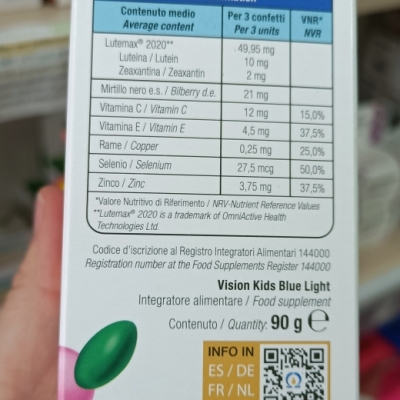 Contenuto medio Per 3 confetti VNR*
Average content Per 3 units NVR
Lutemax® 2020** 49,95 mg
Luteina / Lutein 10 mg
Zeaxantina / Zeaxantin 2 mg
Mirtillo nero e.s. / Bilberry d.e. 21 mg
Vitamina C / Vitamin C 12 mg 15,0%
Vitamina E / Vitamin E 4,5 mg 37,5%
Rame / Copper 0,25 mg 25,0%
Selenio / Selenium 27,5 mcg 50,0%
Zinco / Zinc 3,75 mg 37,5%
*Valore Nutritivo di Riferimento / NRV-Nutrient Reference Values
**Lutemax® 2020 is a trademark of OmniActive Health
Technologies Ltd.
Codice d'iscrizione al Registro Integratori Alimentari 144000
Registration number at the Food Supplements Register 144000
Vision Kids Blue Light
Integratore alimentare / Food supplement
Contenuto / Quantity: 90 g ℮
INFO IN
ES / DE
FR / NL